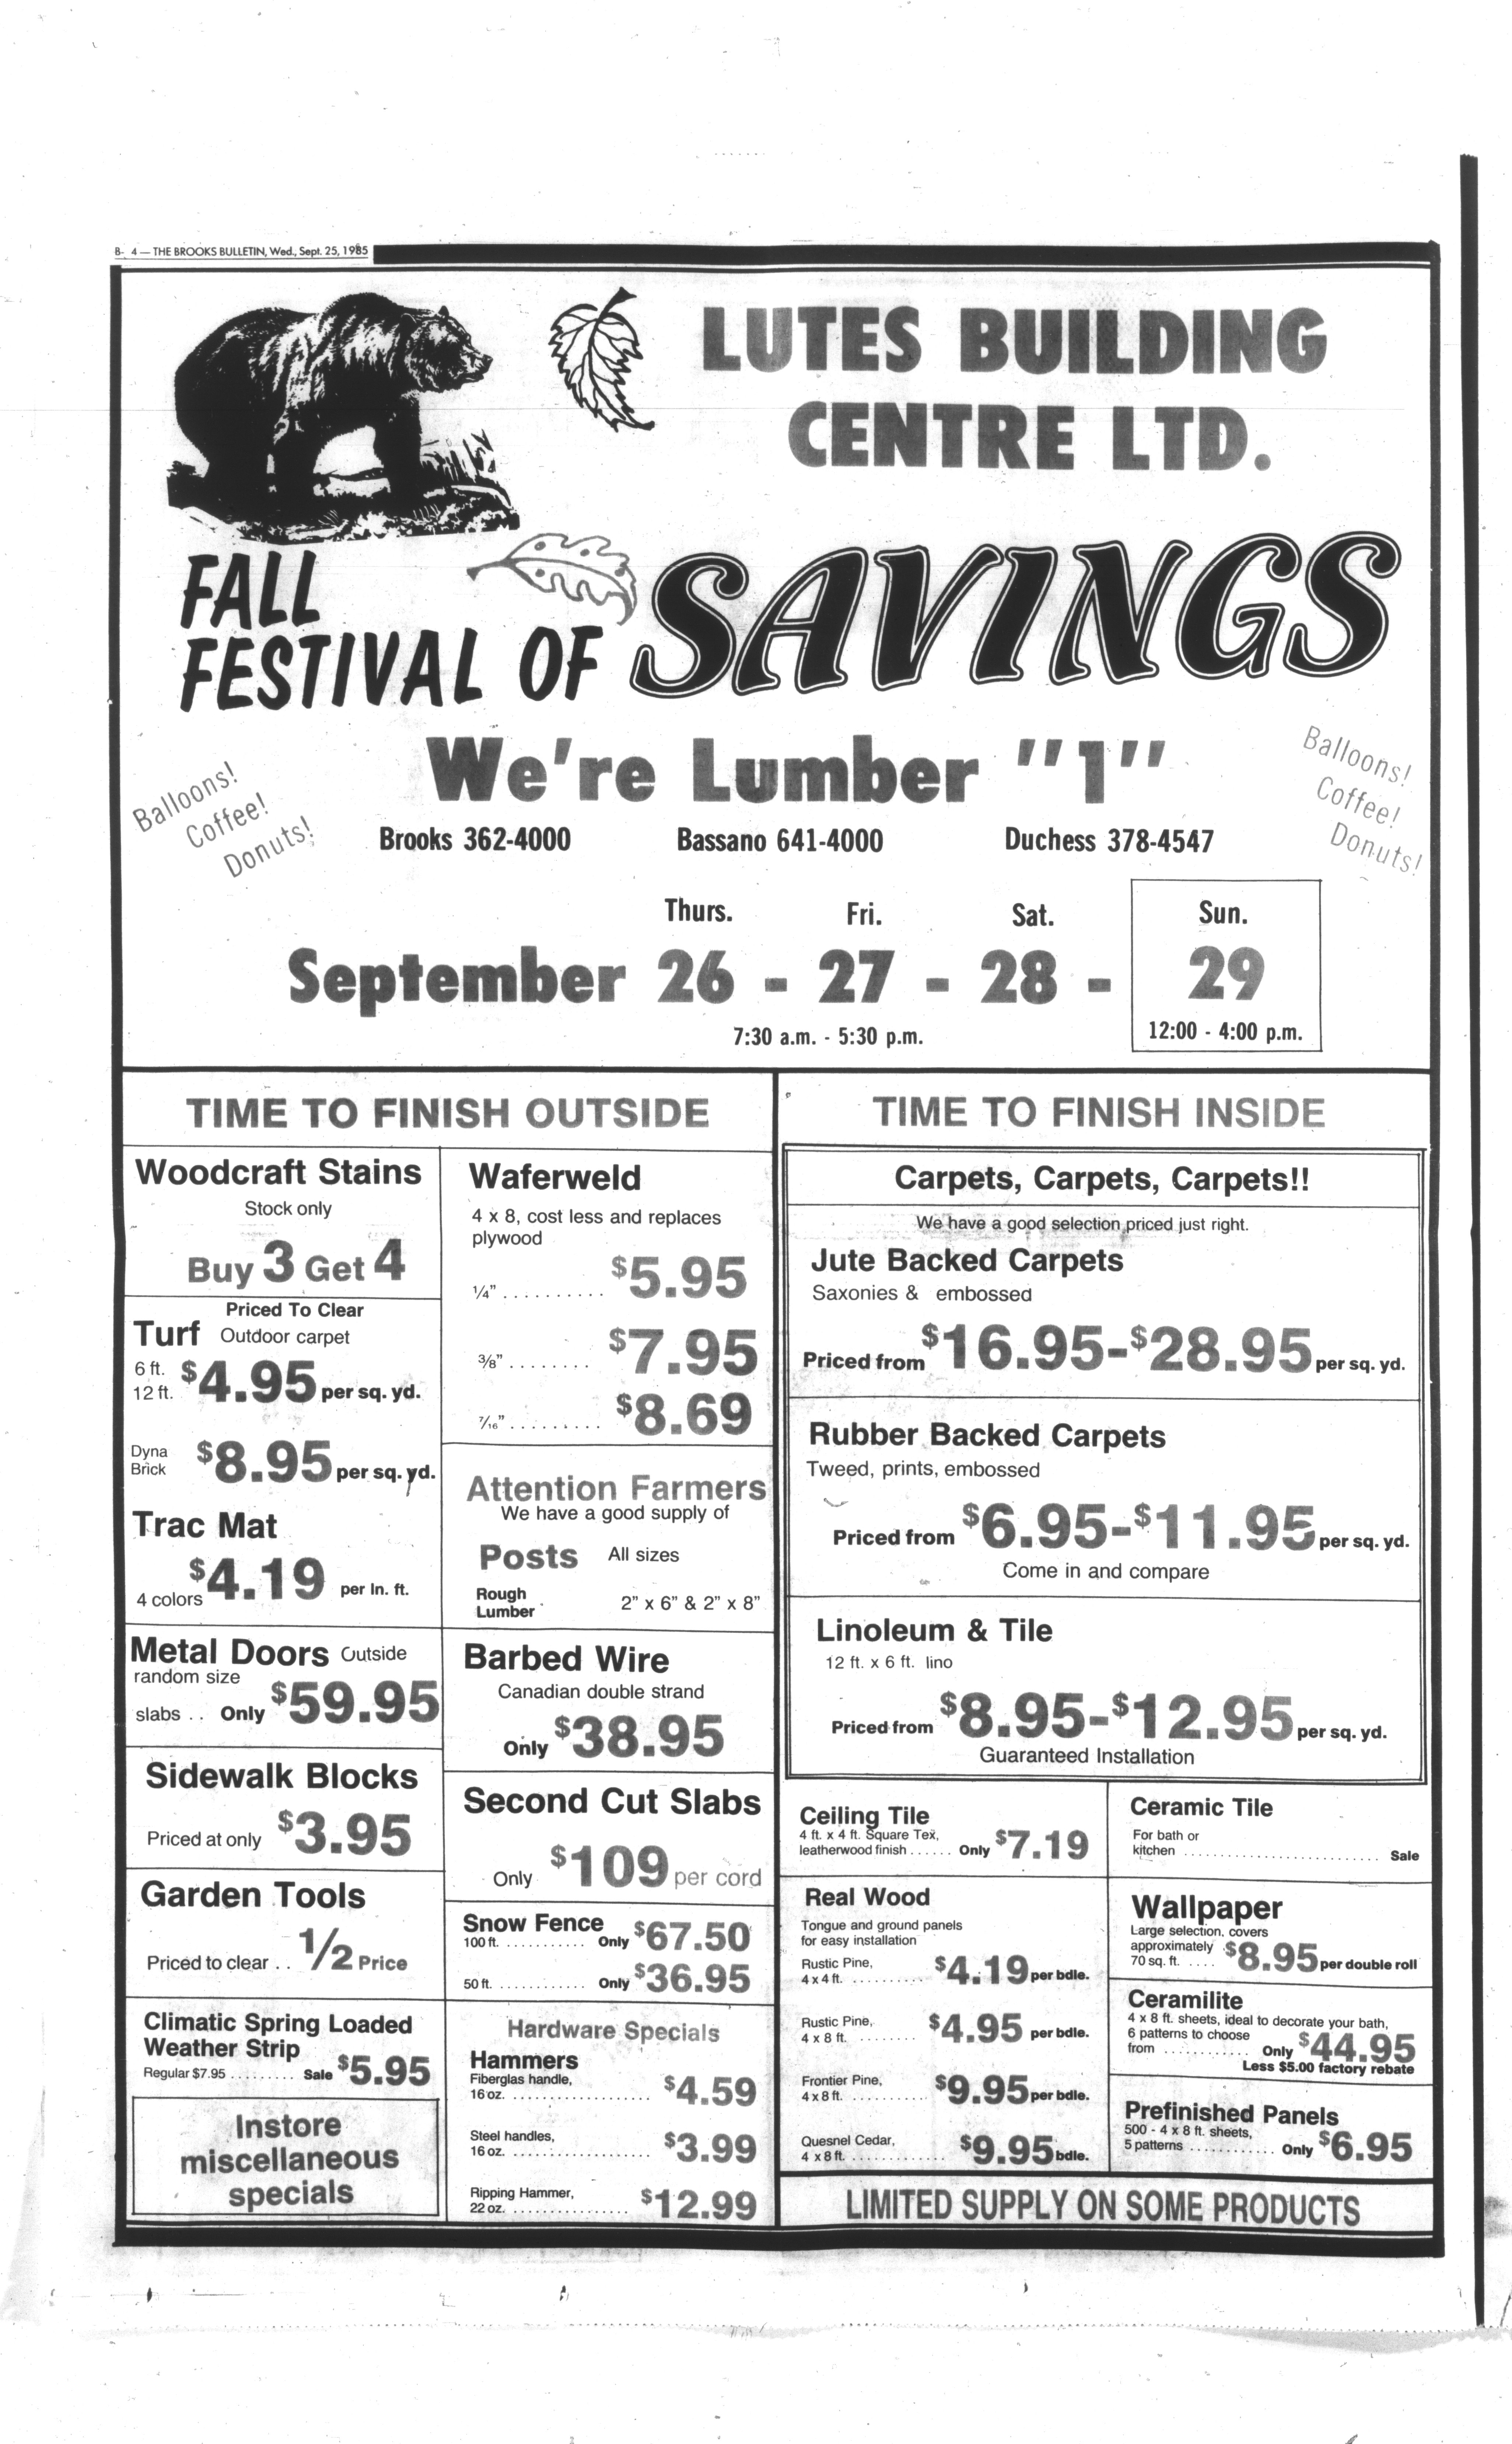 B- 4 — THE BROOKS BULLETIN, Wed., Sept. 25, 1985
LUTES BUILDING
CENTRE LTD.
FALL
FESTIVAL OF SAVINGS
We're Lumber "1"
Balloons!
Coffee!
Donuts!
Balloons!
Coffee!
Donuts!
Brooks 362-4000 Bassano 641-4000 Duchess 378-4547
Thurs. Fri. Sat. Sun.
September 26 - 27 - 28 - 29
7:30 a.m. - 5:30 p.m. 12:00 - 4:00 p.m.
TIME TO FINISH OUTSIDE
Woodcraft Stains
Stock only
Buy 3 Get 4
Priced To Clear
Turf Outdoor carpet
6 ft.
12 ft. $4.95 per sq. yd.
Dyna
Brick $8.95 per sq. yd.
Trac Mat
4 colors $4.19 per ln. ft.
Metal Doors Outside
random size
slabs .. Only $59.95
Sidewalk Blocks
Priced at only $3.95
Garden Tools
Priced to clear .. 1/2 Price
Climatic Spring Loaded
Weather Strip
Regular $7.95 ......... Sale $5.95
Instore
miscellaneous
specials
Waferweld
4 x 8, cost less and replaces
plywood
1/4" .......... $5.95
3/8" ........ $7.95
7/16" ......... $8.69
Attention Farmers
We have a good supply of
Posts All sizes
Rough
Lumber 2" x 6" & 2" x 8"
Barbed Wire
Canadian double strand
Only $38.95
Second Cut Slabs
Only $109 per cord
Snow Fence
100 ft. ........... Only $67.50
50 ft. ............ Only $36.95
Hardware Specials
Hammers
Fiberglas handle,
16 oz. ................. $4.59
Steel handles,
16 oz. ................. $3.99
Ripping Hammer,
22 oz. .............. $12.99
TIME TO FINISH INSIDE
Carpets, Carpets, Carpets!!
We have a good selection priced just right.
Jute Backed Carpets
Saxonies & embossed
Priced from $16.95-$28.95 per sq. yd.
Rubber Backed Carpets
Tweed, prints, embossed
Priced from $6.95-$11.95 per sq. yd.
Come in and compare
Linoleum & Tile
12 ft. x 6 ft. lino
Priced from $8.95-$12.95 per sq. yd.
Guaranteed Installation
Ceiling Tile
4 ft. x 4 ft. Square Tex,
leatherwood finish ...... Only $7.19
Real Wood
Tongue and ground panels
for easy installation
Rustic Pine,
4 x 4 ft. .......... $4.19 per bdle.
Rustic Pine,
4 x 8 ft. ........ $4.95 per bdle.
Frontier Pine,
4 x 8 ft. .......... $9.95 per bdle.
Quesnel Cedar,
4 x 8 ft. ............. $9.95 bdle.
Ceramic Tile
For bath or
kitchen .............................. Sale
Wallpaper
Large selection, covers
approximately
70 sq. ft. .... $8.95 per double roll
Ceramilite
4 x 8 ft. sheets, ideal to decorate your bath,
6 patterns to choose
from ............ Only $44.95
Less $5.00 factory rebate
Prefinished Panels
500 - 4 x 8 ft. sheets,
5 patterns ............ Only $6.95
LIMITED SUPPLY ON SOME PRODUCTS